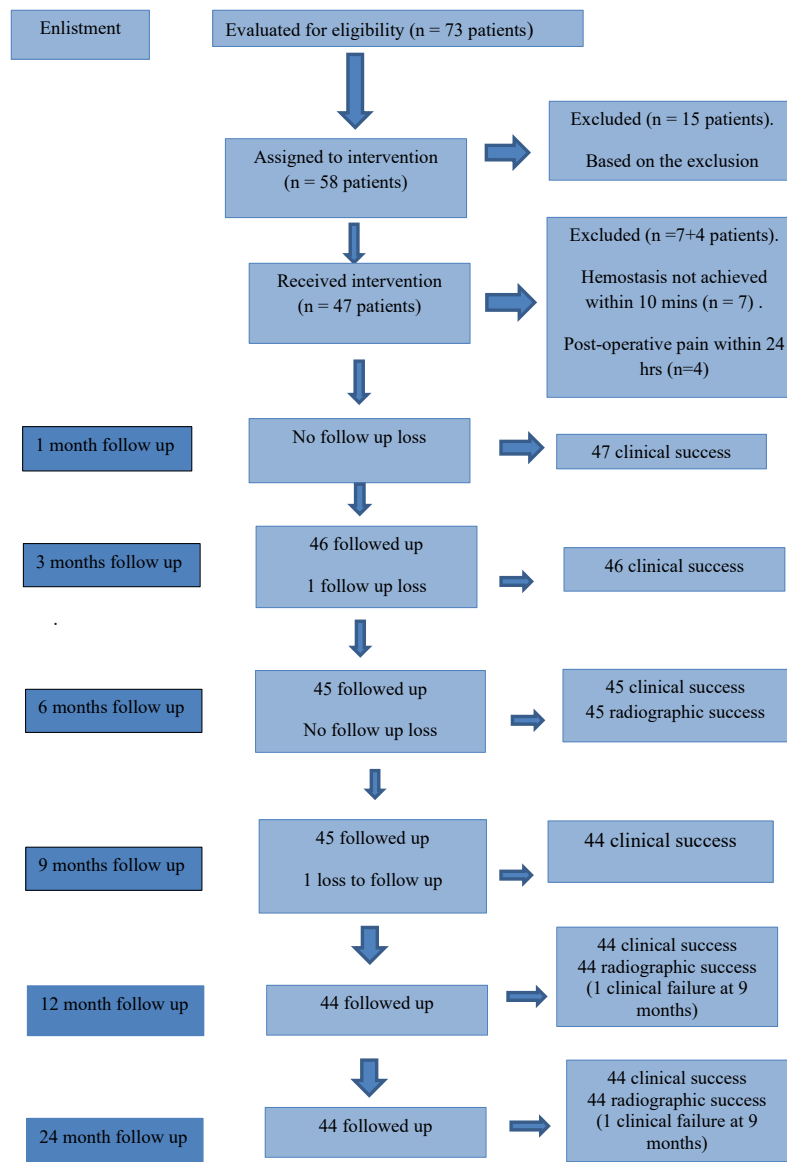 Enlistment
Evaluated for eligibility (n = 73 patients)
Excluded (n = 15 patients).
Based on the exclusion
Assigned to intervention
(n = 58 patients)
Excluded (n =7+4 patients).
Hemostasis not achieved
within 10 mins (n = 7) .
Post-operative pain within 24
hrs (n=4)
Received intervention
(n = 47 patients)
1 month follow up
No follow up loss
47 clinical success
3 months follow up
46 followed up
1 follow up loss
46 clinical success
.
6 months follow up
45 followed up
No follow up loss
45 clinical success
45 radiographic success
9 months follow up
45 followed up
1 loss to follow up
44 clinical success
12 month follow up
44 followed up
44 clinical success
44 radiographic success
(1 clinical failure at 9
months)
24 month follow up
44 followed up
44 clinical success
44 radiographic success
(1 clinical failure at 9
months)